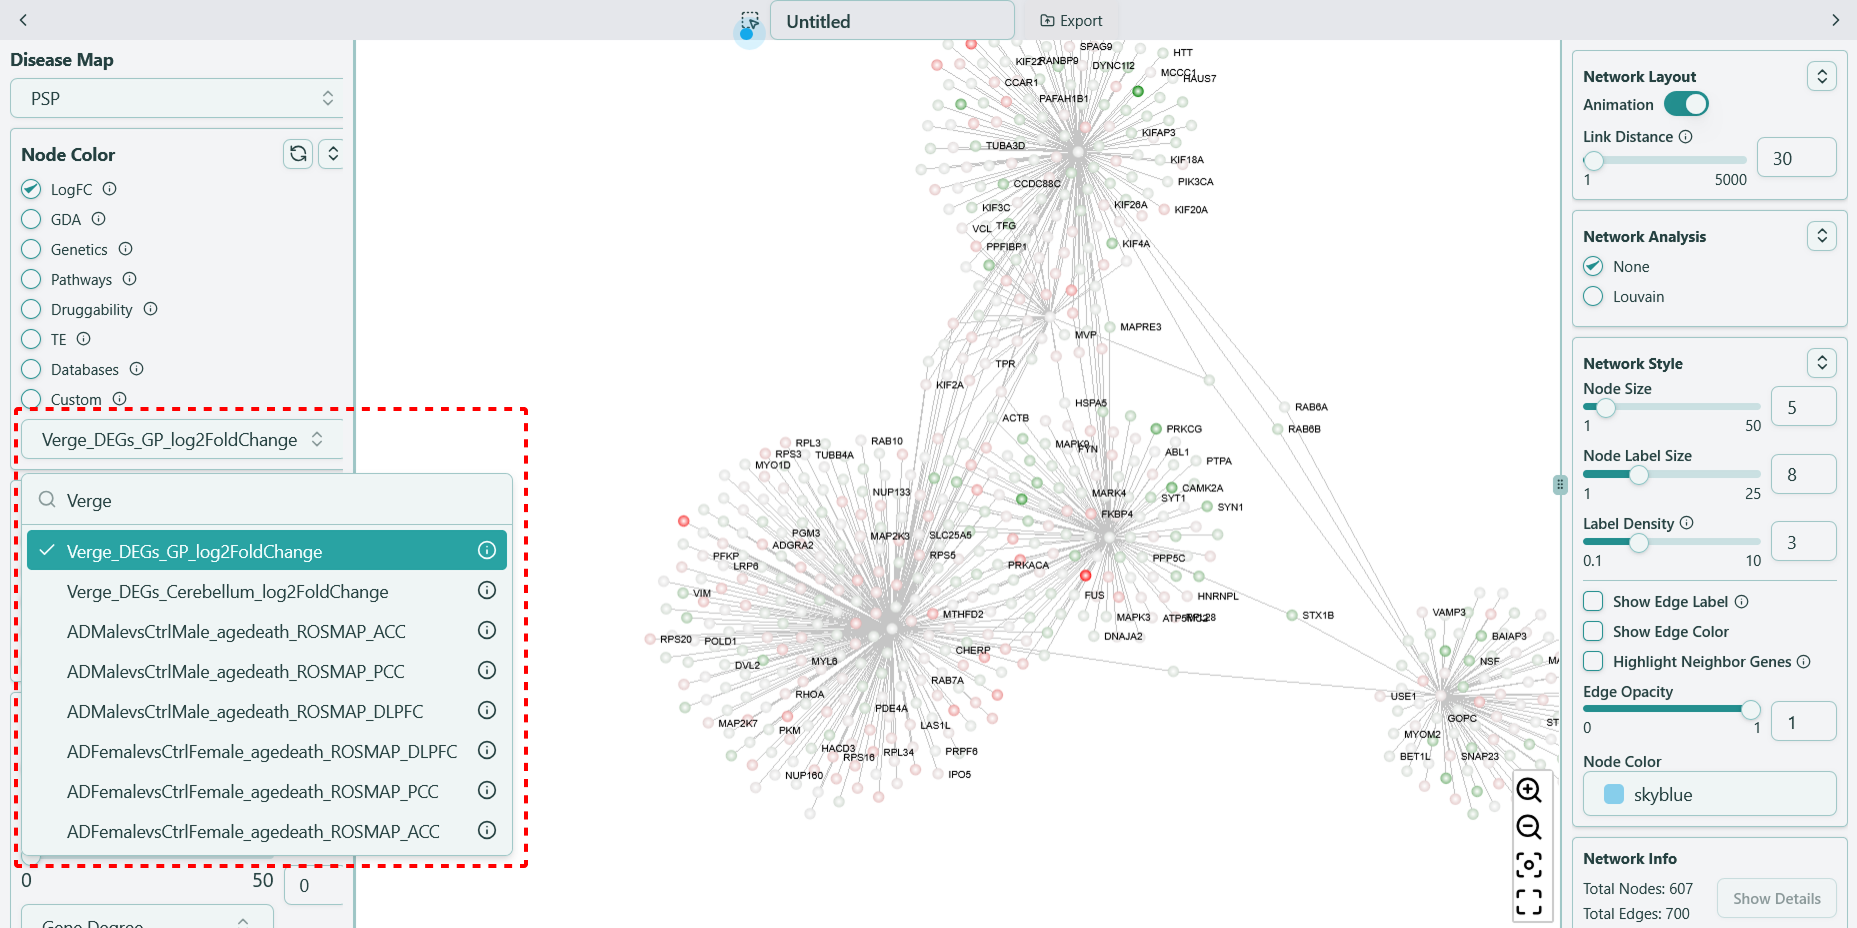 Untitled
Export
Disease Map
PSP
Node Color
LogFC
GDA
Genetics
Pathways
Druggability
TE
Databases
Custom
Verge_DEGs_GP_log2FoldChange
Verge
Verge_DEGs_GP_log2FoldChange
Verge_DEGs_Cerebellum_log2FoldChange
ADMalevsCtrlMale_agedeath_ROSMAP_ACC
ADMalevsCtrlMale_agedeath_ROSMAP_PCC
ADMalevsCtrlMale_agedeath_ROSMAP_DLPFC
ADFemalevsCtrlFemale_agedeath_ROSMAP_DLPFC
ADFemalevsCtrlFemale_agedeath_ROSMAP_PCC
ADFemalevsCtrlFemale_agedeath_ROSMAP_ACC
0 50 0
Gene Degree
SPAG9
HTT
KIF22
RANBP9
DYNC1I2
MCCC1
HAUS7
CCAR1
PAFAH1B1
KIFAP3
TUBA3D
KIF18A
CCDC88C
PIK3CA
KIF3C
KIF26A
KIF20A
VCL
TFG
PPFIBP1
KIF4A
MAPRE3
MVP
TPR
KIF2A
HSPA5
RAB6A
ACTB
RAB6B
PRKCG
RPL3
RAB10
MAPK9
FYN
ABL1
RPS3
TUBB4A
PTPA
MYO1D
NUP133
MARK4
CAMK2A
SYT1
SYN1
FKBP4
PGM3
MAP2K3
SLC25A5
ADGRA2
PFKP
RPS5
PPP5C
LRP6
PRKACA
VIM
FUS
HNRNPL
MTHFD2
MAPK3
RPL28
STX1B
VAMP3
RPS20
POLD1
DNAJA2
BAIAP3
CHERP
DVL2
MYL6
NSF
RHOA
RAB7A
USE1
PDE4A
GOPC
MAP2K7
LAS1L
PKM
MYOM2
HACD3
RPL34
PRPF6
BET1L
SNAP23
RPS16
NUP160
IPO5
Network Layout
Animation
Link Distance
30
1 5000
Network Analysis
None
Louvain
Network Style
Node Size
5
1 50
Node Label Size
8
1 25
Label Density
3
0.1 10
Show Edge Label
Show Edge Color
Highlight Neighbor Genes
Edge Opacity
1
0 1
Node Color
skyblue
Network Info
Total Nodes: 607
Show Details
Total Edges: 700